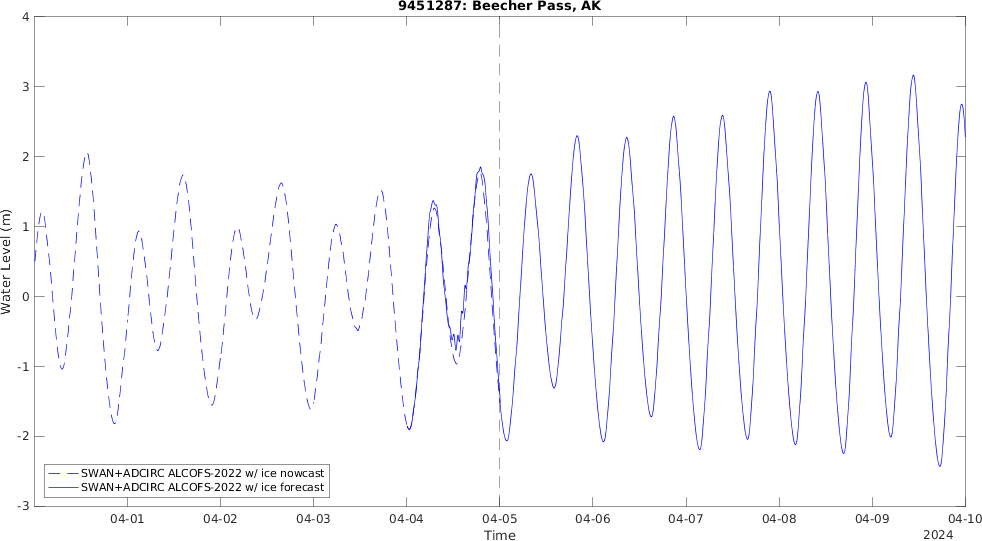 9451287: Beecher Pass, AK
4
3
2
1
0
-1
-2
-3
Water Level (m)
SWAN+ADCIRC ALCOFS-2022 w/ ice nowcast
SWAN+ADCIRC ALCOFS-2022 w/ ice forecast
04-01 04-02 04-03 04-04 04-05 04-06 04-07 04-08 04-09 04-10
Time
2024